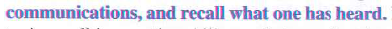 communications, and recall what one has heard.